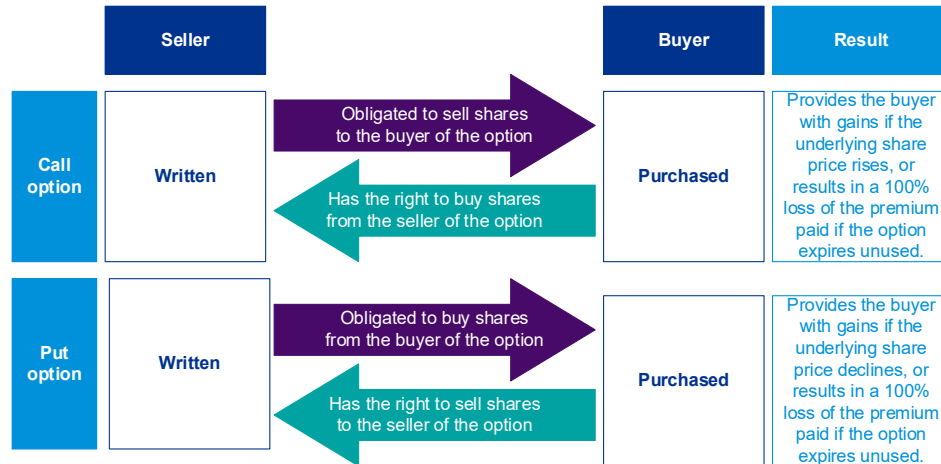 Seller
Buyer
Result
Call
option
Written
Obligated to sell shares
to the buyer of the option
Has the right to buy shares
from the seller of the option
Purchased
Provides the buyer
with gains if the
underlying share
price rises, or
results in a 100%
loss of the premium
paid if the option
expires unused.
Put
option
Written
Obligated to buy shares
from the buyer of the option
Has the right to sell shares
to the seller of the option
Purchased
Provides the buyer
with gains if the
underlying share
price declines, or
results in a 100%
loss of the premium
paid if the option
expires unused.